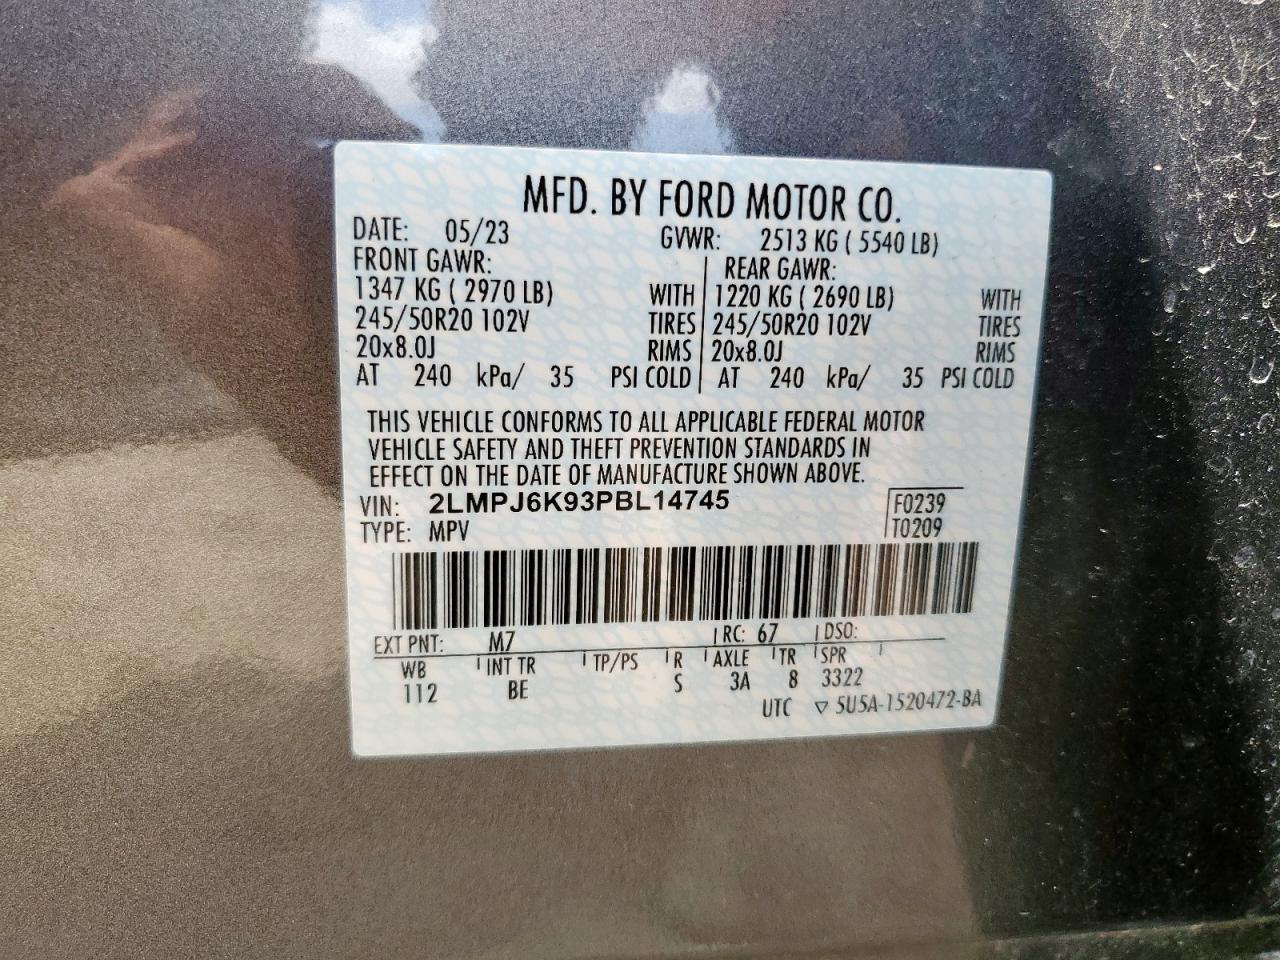 MFD. BY FORD MOTOR CO.
DATE: 05/23 GVWR: 2513 KG ( 5540 LB)
FRONT GAWR: REAR GAWR:
1347 KG ( 2970 LB) WITH 1220 KG ( 2690 LB) WITH
245/50R20 102V TIRES 245/50R20 102V TIRES
20x8.0J RIMS 20x8.0J RIMS
AT 240 kPa/ 35 PSI COLD AT 240 kPa/ 35 PSI COLD
THIS VEHICLE CONFORMS TO ALL APPLICABLE FEDERAL MOTOR
VEHICLE SAFETY AND THEFT PREVENTION STANDARDS IN
EFFECT ON THE DATE OF MANUFACTURE SHOWN ABOVE.
VIN: 2LMPJ6K93PBL14745 F0239
TYPE: MPV T0209
EXT PNT: M7 RC: 67 DSO:
WB INT TR TP/PS R AXLE TR SPR
112 BE S 3A 8 3322
UTC ▽ 5U5A-1520472-BA